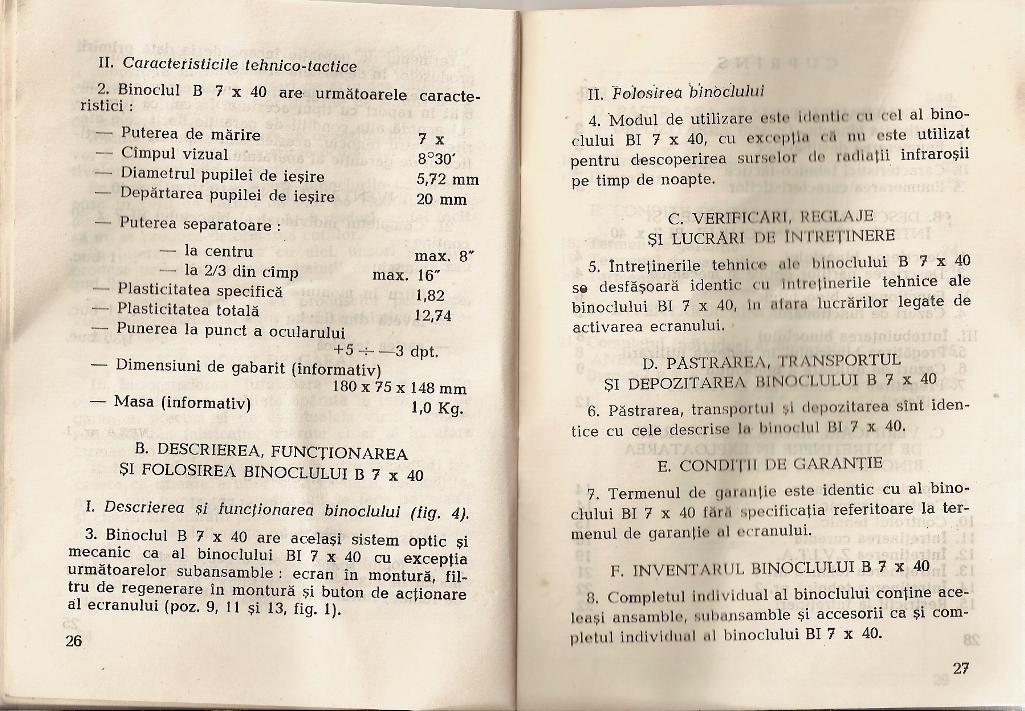 II. Caracteristicile tehnico-tactice
2. Binoclul B 7 x 40 are următoarele caracte-
ristici :
— Puterea de mărire 7 x
— Cîmpul vizual 8°30′
— Diametrul pupilei de ieşire 5,72 mm
— Depărtarea pupilei de ieşire 20 mm
— Puterea separatoare :
— la centru max. 8″
— la 2/3 din cîmp max. 16″
— Plasticitatea specifică 1,82
— Plasticitatea totală 12,74
— Punerea la punct a ocularului
+5 ÷ —3 dpt.
— Dimensiuni de gabarit (informativ)
180 x 75 x 148 mm
— Masa (informativ) 1,0 Kg.
B. DESCRIEREA, FUNCŢIONAREA
ŞI FOLOSIREA BINOCLULUI B 7 x 40
I. Descrierea şi funcţionarea binoclului (fig. 4).
3. Binoclul B 7 x 40 are acelaşi sistem optic şi
mecanic ca al binoclului BI 7 x 40 cu excepţia
următoarelor subansamble : ecran în montură, fil-
tru de regenerare în montură şi buton de acţionare
al ecranului (poz. 9, 11 şi 13, fig. 1).
26
II. Folosirea binoclului
4. Modul de utilizare este identic cu cel al bino-
clului BI 7 x 40, cu excepţia că nu este utilizat
pentru descoperirea surselor de radiaţii infraroşii
pe timp de noapte.
C. VERIFICARI, REGLAJE
ŞI LUCRĂRI DE ÎNTREŢINERE
5. Întreţinerile tehnice ale binoclului B 7 x 40
se desfăşoară identic cu întreţinerile tehnice ale
binoclului BI 7 x 40, în afara lucrărilor legate de
activarea ecranului.
D. PASTRAREA, TRANSPORTUL
ŞI DEPOZITAREA BINOCLULUI B 7 x 40
6. Păstrarea, transportul şi depozitarea sînt iden-
tice cu cele descrise la binoclul BI 7 x 40.
E. CONDIŢII DE GARANŢIE
7. Termenul de garanţie este identic cu al bino-
clului BI 7 x 40 fără specificaţia referitoare la ter-
menul de garanţie al ecranului.
F. INVENTARUL BINOCLULUI B 7 x 40
8. Completul individual al binoclului conţine ace-
leaşi ansamble, subansamble şi accesorii ca şi com-
pletul individual al binoclului BI 7 x 40.
27